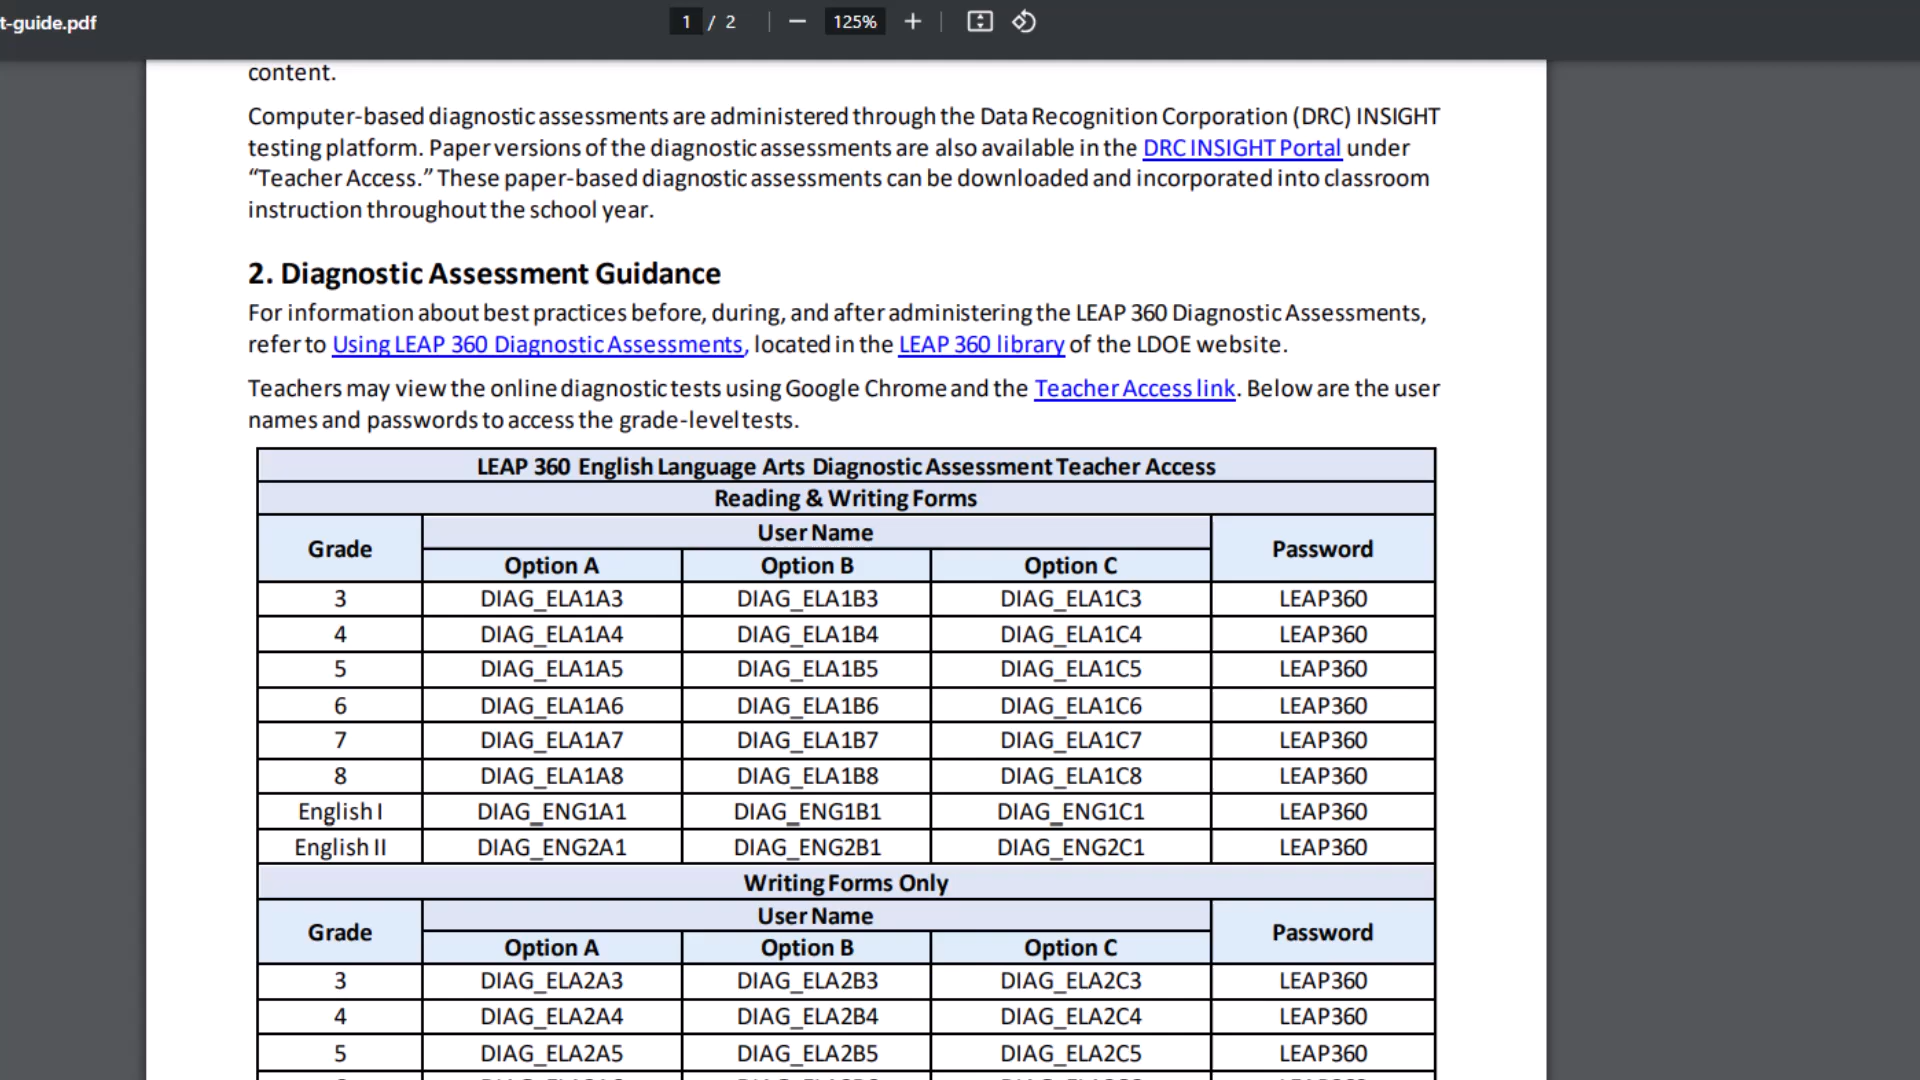 t-guide.pdf
1 / 2
125%
content.
Computer-based diagnostic assessments are administered through the Data Recognition Corporation (DRC) INSIGHT
testing platform. Paper versions of the diagnostic assessments are also available in the DRC INSIGHT Portal under
“Teacher Access.” These paper-based diagnostic assessments can be downloaded and incorporated into classroom
instruction throughout the school year.
2. Diagnostic Assessment Guidance
For information about best practices before, during, and after administering the LEAP 360 Diagnostic Assessments,
refer to Using LEAP 360 Diagnostic Assessments, located in the LEAP 360 library of the LDOE website.
Teachers may view the online diagnostic tests using Google Chrome and the Teacher Access link. Below are the user
names and passwords to access the grade-level tests.
LEAP 360 English Language Arts Diagnostic Assessment Teacher Access
Reading & Writing Forms
Grade User Name Password
Option A Option B Option C
3 DIAG_ELA1A3 DIAG_ELA1B3 DIAG_ELA1C3 LEAP360
4 DIAG_ELA1A4 DIAG_ELA1B4 DIAG_ELA1C4 LEAP360
5 DIAG_ELA1A5 DIAG_ELA1B5 DIAG_ELA1C5 LEAP360
6 DIAG_ELA1A6 DIAG_ELA1B6 DIAG_ELA1C6 LEAP360
7 DIAG_ELA1A7 DIAG_ELA1B7 DIAG_ELA1C7 LEAP360
8 DIAG_ELA1A8 DIAG_ELA1B8 DIAG_ELA1C8 LEAP360
English I DIAG_ENG1A1 DIAG_ENG1B1 DIAG_ENG1C1 LEAP360
English II DIAG_ENG2A1 DIAG_ENG2B1 DIAG_ENG2C1 LEAP360
Writing Forms Only
Grade User Name Password
Option A Option B Option C
3 DIAG_ELA2A3 DIAG_ELA2B3 DIAG_ELA2C3 LEAP360
4 DIAG_ELA2A4 DIAG_ELA2B4 DIAG_ELA2C4 LEAP360
5 DIAG_ELA2A5 DIAG_ELA2B5 DIAG_ELA2C5 LEAP360